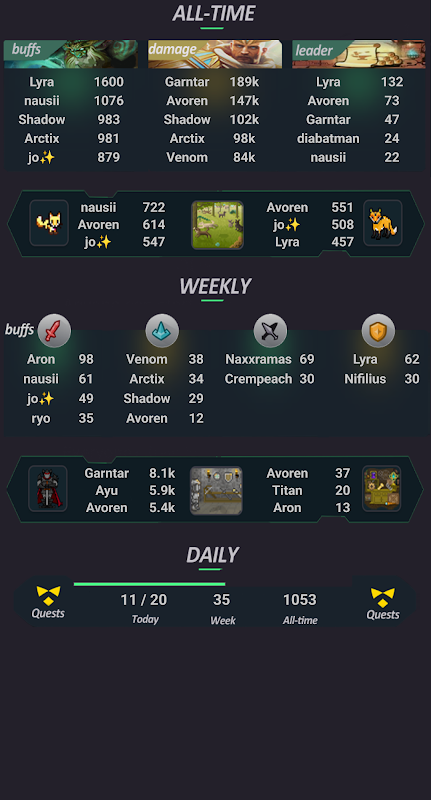 ALL-TIME
buffs damage leader
Lyra 1600 Garntar 189k Lyra 132
nausii 1076 Avoren 147k Avoren 73
Shadow 983 Shadow 102k Garntar 47
Arctix 981 Arctix 98k diabatman 24
jo✨ 879 Venom 84k nausii 22
nausii 722 Avoren 551
Avoren 614 jo✨ 508
jo✨ 547 Lyra 457
WEEKLY
buffs
Aron 98 Venom 38 Naxxramas 69 Lyra 62
nausii 61 Arctix 34 Crempeach 30 Nifilius 30
jo✨ 49 Shadow 29
ryo 35 Avoren 12
Garntar 8.1k Avoren 37
Ayu 5.9k Titan 20
Avoren 5.4k Aron 13
DAILY
Quests 11 / 20 35 1053 Quests
Today Week All-time